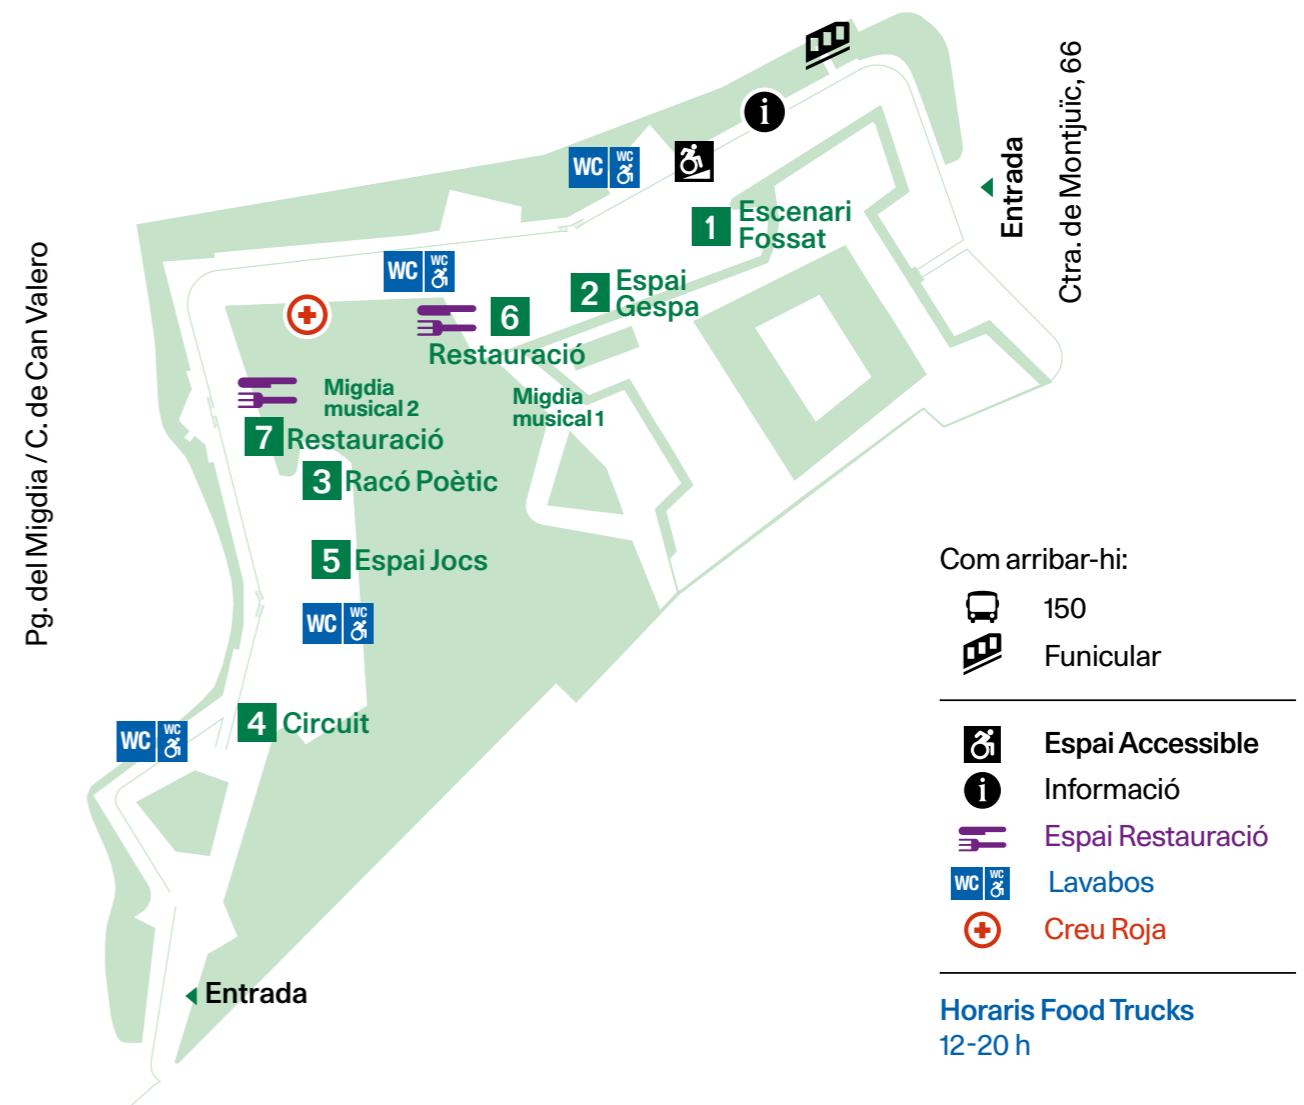 i
WC WC
1 Escenari
Fossat
Entrada
Ctra. de Montjuïc, 66
WC WC
2 Espai
Gespa
6
Restauració
Migdia
musical 2
Migdia
musical 1
7 Restauració
3 Racó Poètic
5 Espai Jocs
WC WC
4 Circuit
WC WC
Entrada
Pg. del Migdia / C. de Can Valero
Com arribar-hi:
150
Funicular
Espai Accessible
i Informació
Espai Restauració
WC WC Lavabos
Creu Roja
Horaris Food Trucks
12-20 h